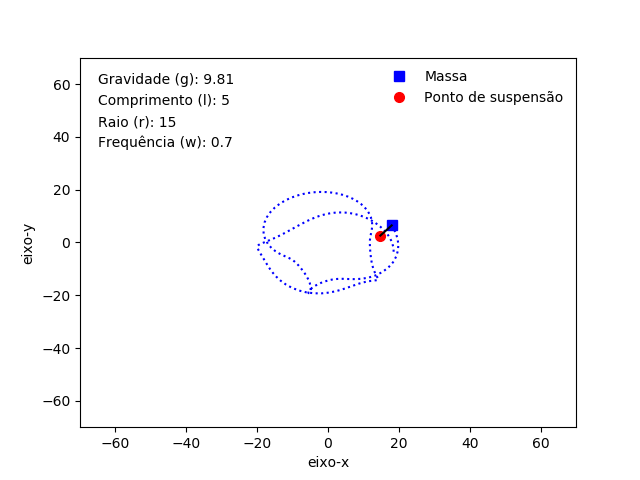 Gravidade (g): 9.81
Comprimento (l): 5
Raio (r): 15
Frequência (w): 0.7
Massa
Ponto de suspensão
eixo-y
60
40
20
0
−20
−40
−60
−60 −40 −20 0 20 40 60
eixo-x